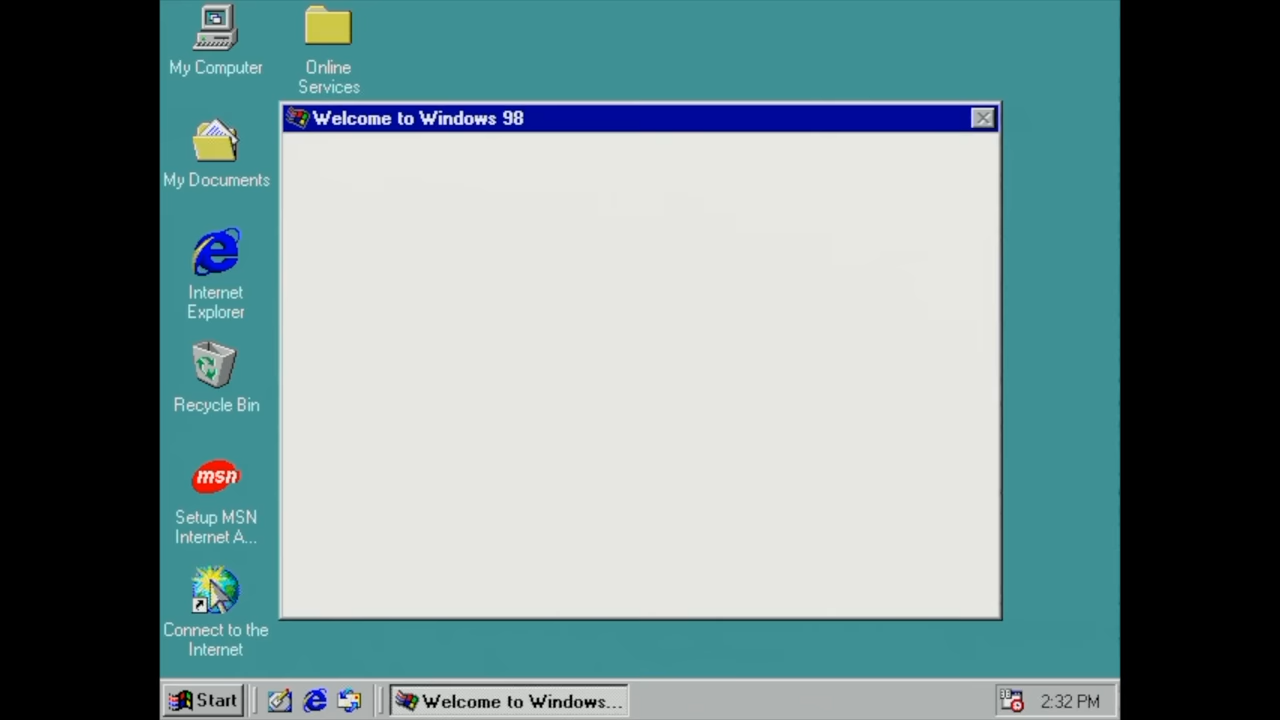 My Computer
Online
Services
Welcome to Windows 98
My Documents
Internet
Explorer
Recycle Bin
msn
Setup MSN
Internet A...
Connect to the
Internet
Start
Welcome to Windows...
2:32 PM